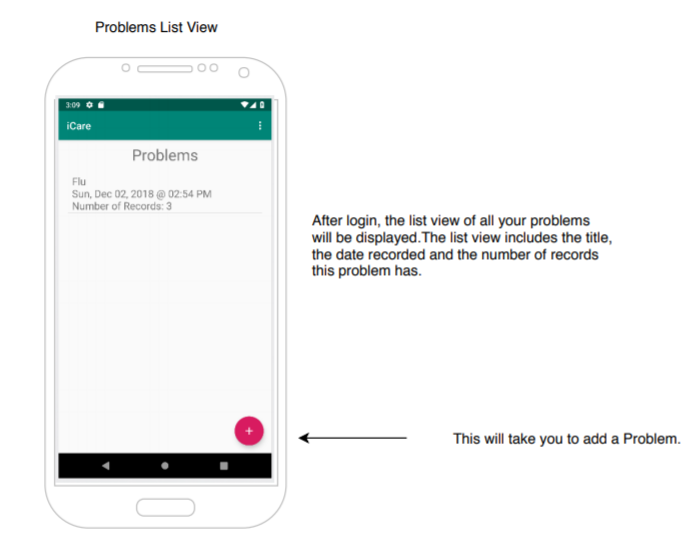 Problems List View
3:09
iCare
Problems
Flu
Sun, Dec 02, 2018 @ 02:54 PM
Number of Records: 3
After login, the list view of all your problems
will be displayed.The list view includes the title,
the date recorded and the number of records
this problem has.
+
This will take you to add a Problem.